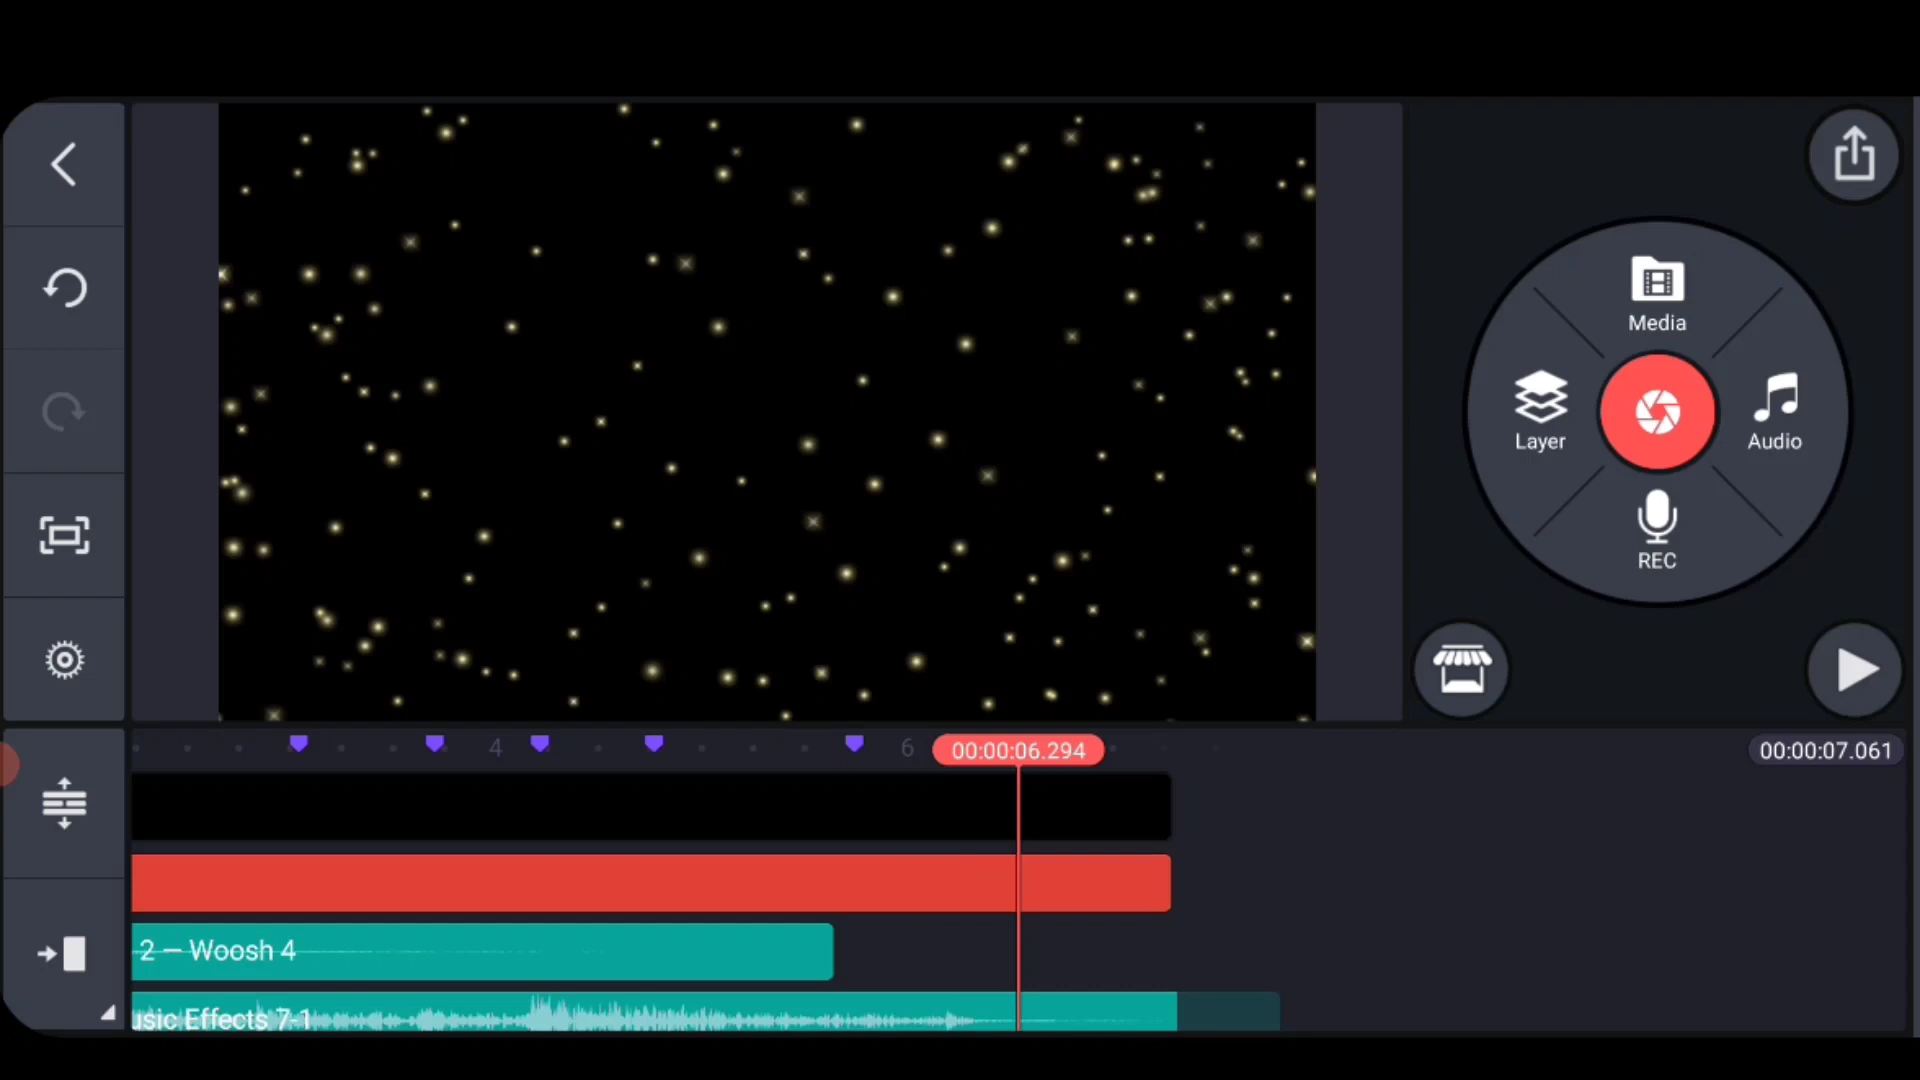 Media
Layer
Audio
REC
4
6
00:00:06.294
00:00:07.061
2 — Woosh 4
usic Effects 7-1